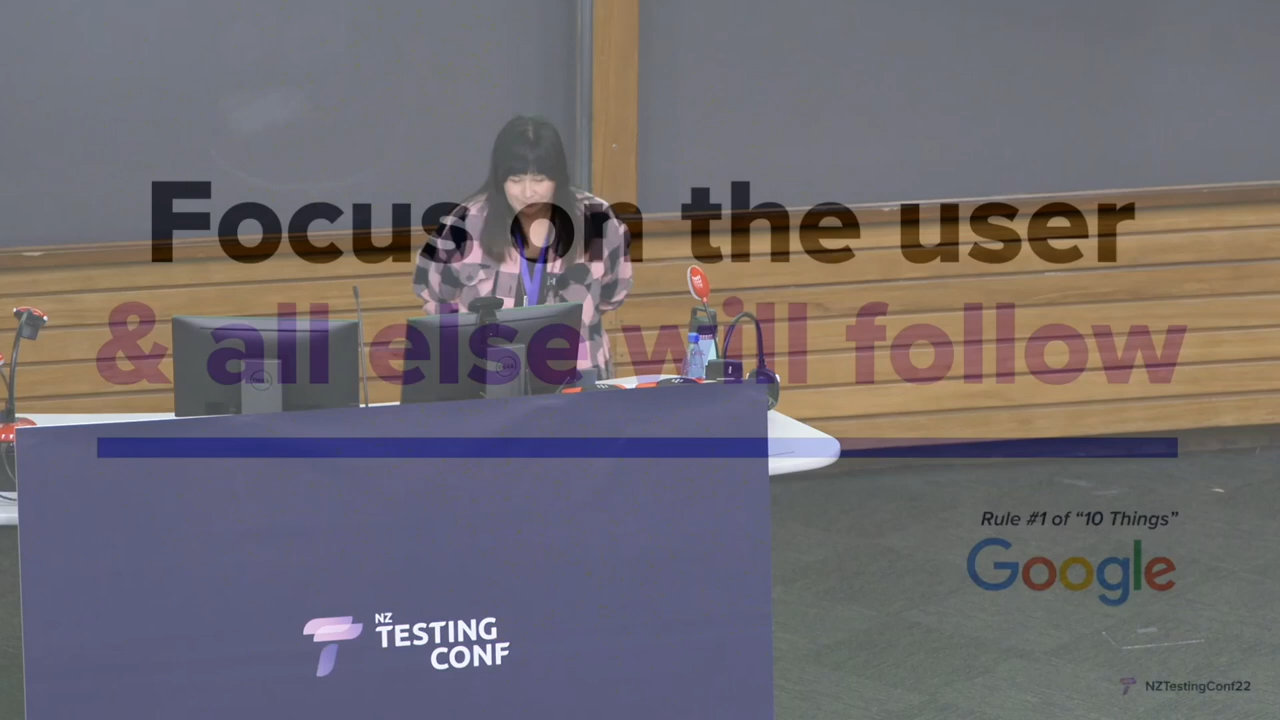 Focus on the user
& all else will follow
Rule #1 of “10 Things”
Google
NZ
TESTING
CONF
NZTestingConf22